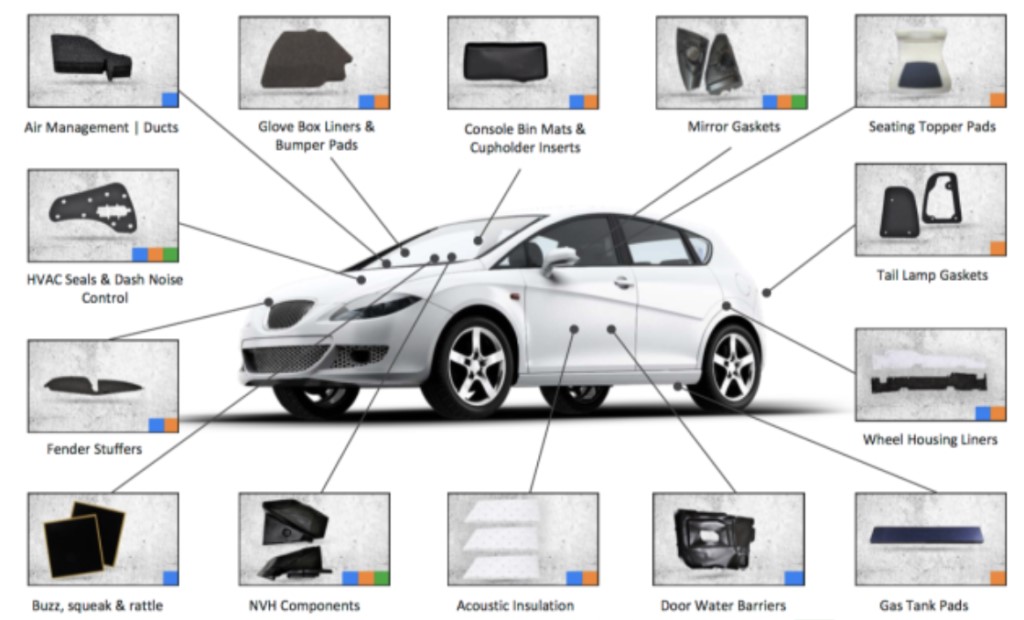 Air Management | Ducts
Glove Box Liners &
Bumper Pads
Console Bin Mats &
Cupholder Inserts
Mirror Gaskets
Seating Topper Pads
HVAC Seals & Dash Noise
Control
Tail Lamp Gaskets
Fender Stuffers
Wheel Housing Liners
Buzz, squeak & rattle
NVH Components
Acoustic Insulation
Door Water Barriers
Gas Tank Pads